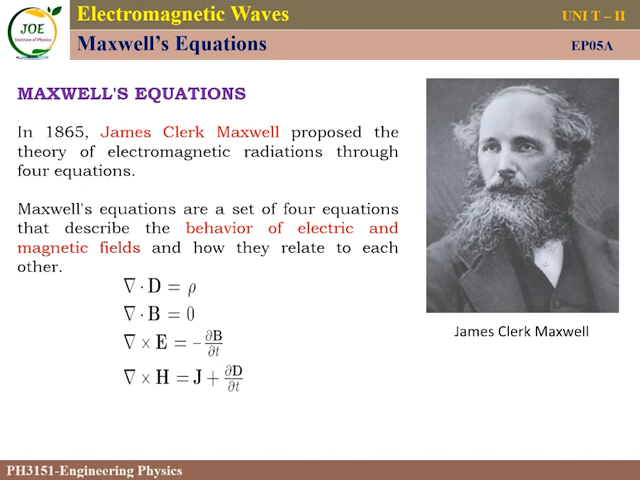 JOE
Institute of Physics
Electromagnetic Waves
UNI T – II
Maxwell’s Equations
EP05A
MAXWELL'S EQUATIONS
In 1865, James Clerk Maxwell proposed the
theory of electromagnetic radiations through
four equations.
Maxwell's equations are a set of four equations
that describe the behavior of electric and
magnetic fields and how they relate to each
other.
∇ · D = ρ
∇ · B = 0
∇ × E = −∂B/∂t
∇ × H = J + ∂D/∂t
James Clerk Maxwell
PH3151-Engineering Physics